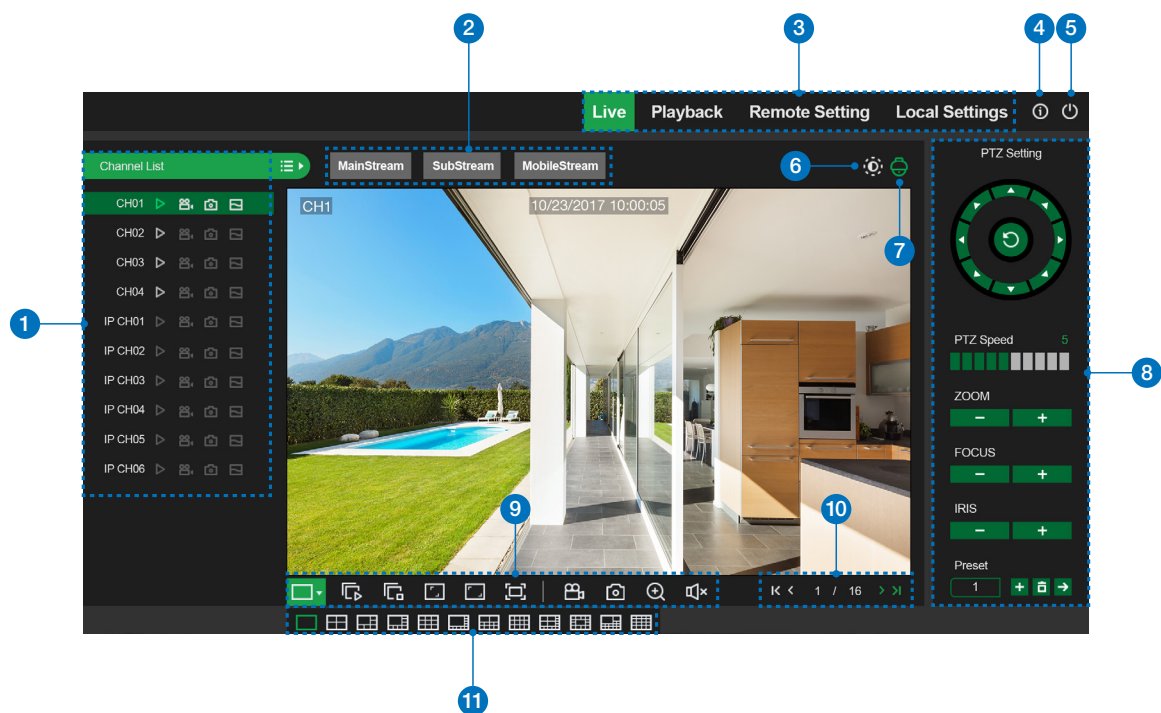 2
3
4
5
Live Playback Remote Setting Local Settings
Channel List
MainStream SubStream MobileStream
6
PTZ Setting
CH01
CH1
10/23/2017 10:00:05
CH02
7
CH03
CH04
1
IP CH01
IP CH02
PTZ Speed 5
IP CH03
8
ZOOM
- +
IP CH04
IP CH05
FOCUS
- +
IP CH06
IRIS
- +
9
10
Preset
1 + →
1 / 16
11